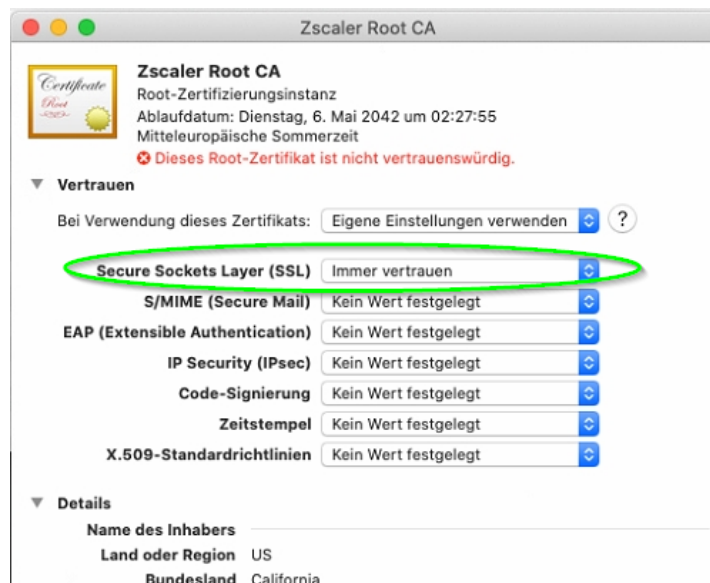 Zscaler Root CA
Certificate
Root
Zscaler Root CA
Root-Zertifizierungsinstanz
Ablaufdatum: Dienstag, 6. Mai 2042 um 02:27:55
Mitteleuropäische Sommerzeit
Dieses Root-Zertifikat ist nicht vertrauenswürdig.
Vertrauen
Bei Verwendung dieses Zertifikats: Eigene Einstellungen verwenden ?
Secure Sockets Layer (SSL) Immer vertrauen
S/MIME (Secure Mail) Kein Wert festgelegt
EAP (Extensible Authentication) Kein Wert festgelegt
IP Security (IPsec) Kein Wert festgelegt
Code-Signierung Kein Wert festgelegt
Zeitstempel Kein Wert festgelegt
X.509-Standardrichtlinien Kein Wert festgelegt
Details
Name des Inhabers
Land oder Region US
Bundesland California